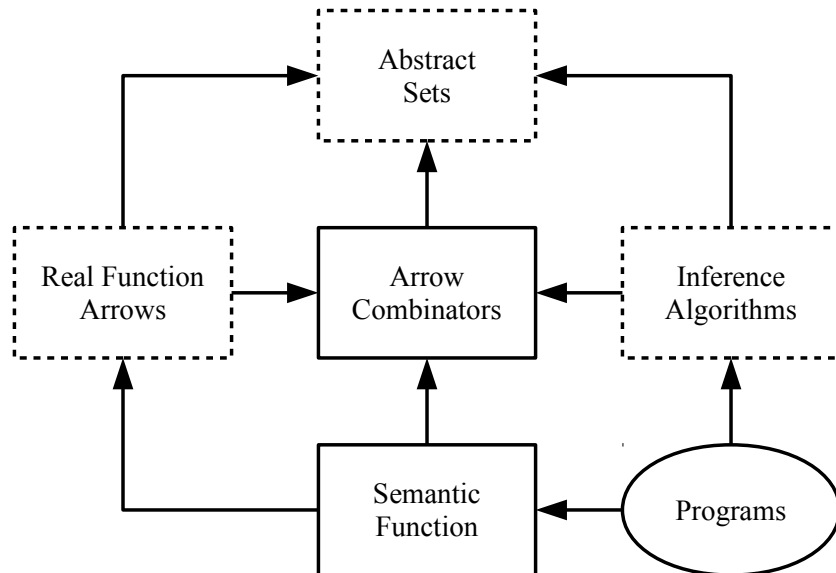 Abstract
Sets
Real Function
Arrows
Arrow
Combinators
Inference
Algorithms
Semantic
Function
Programs